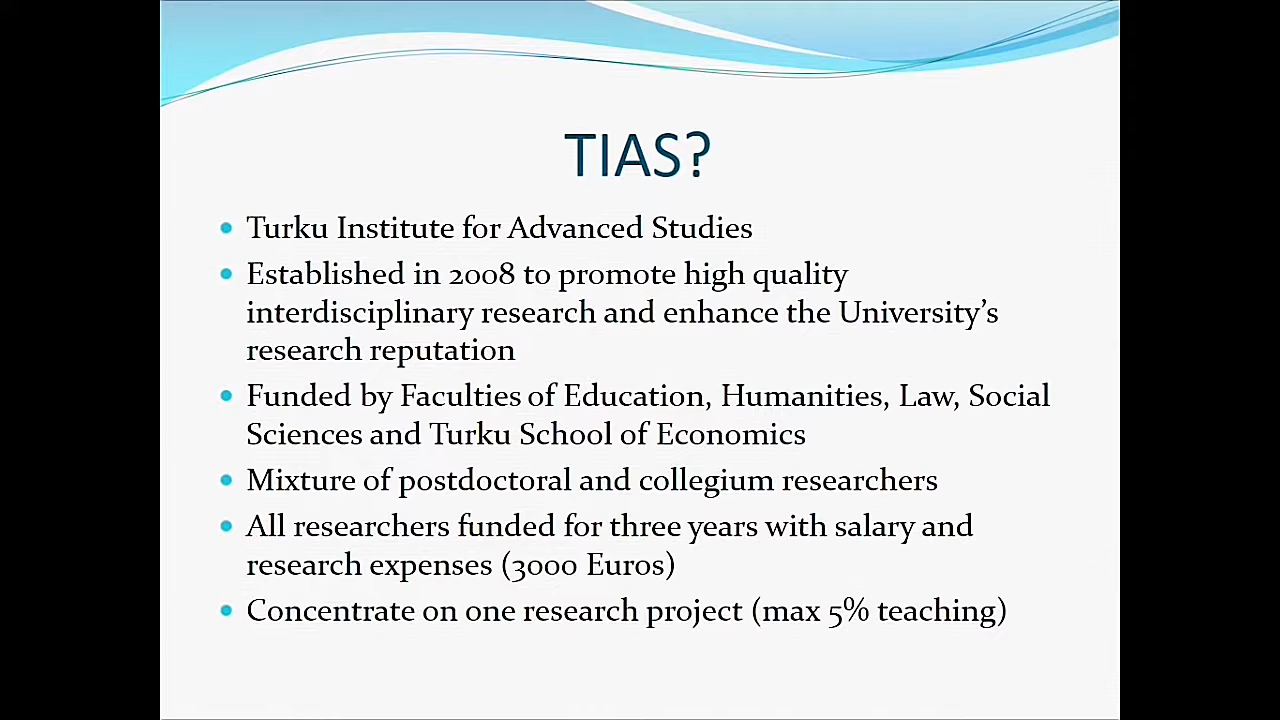 TIAS?
Turku Institute for Advanced Studies
Established in 2008 to promote high quality
interdisciplinary research and enhance the University's
research reputation
Funded by Faculties of Education, Humanities, Law, Social
Sciences and Turku School of Economics
Mixture of postdoctoral and collegium researchers
All researchers funded for three years with salary and
research expenses (3000 Euros)
Concentrate on one research project (max 5% teaching)